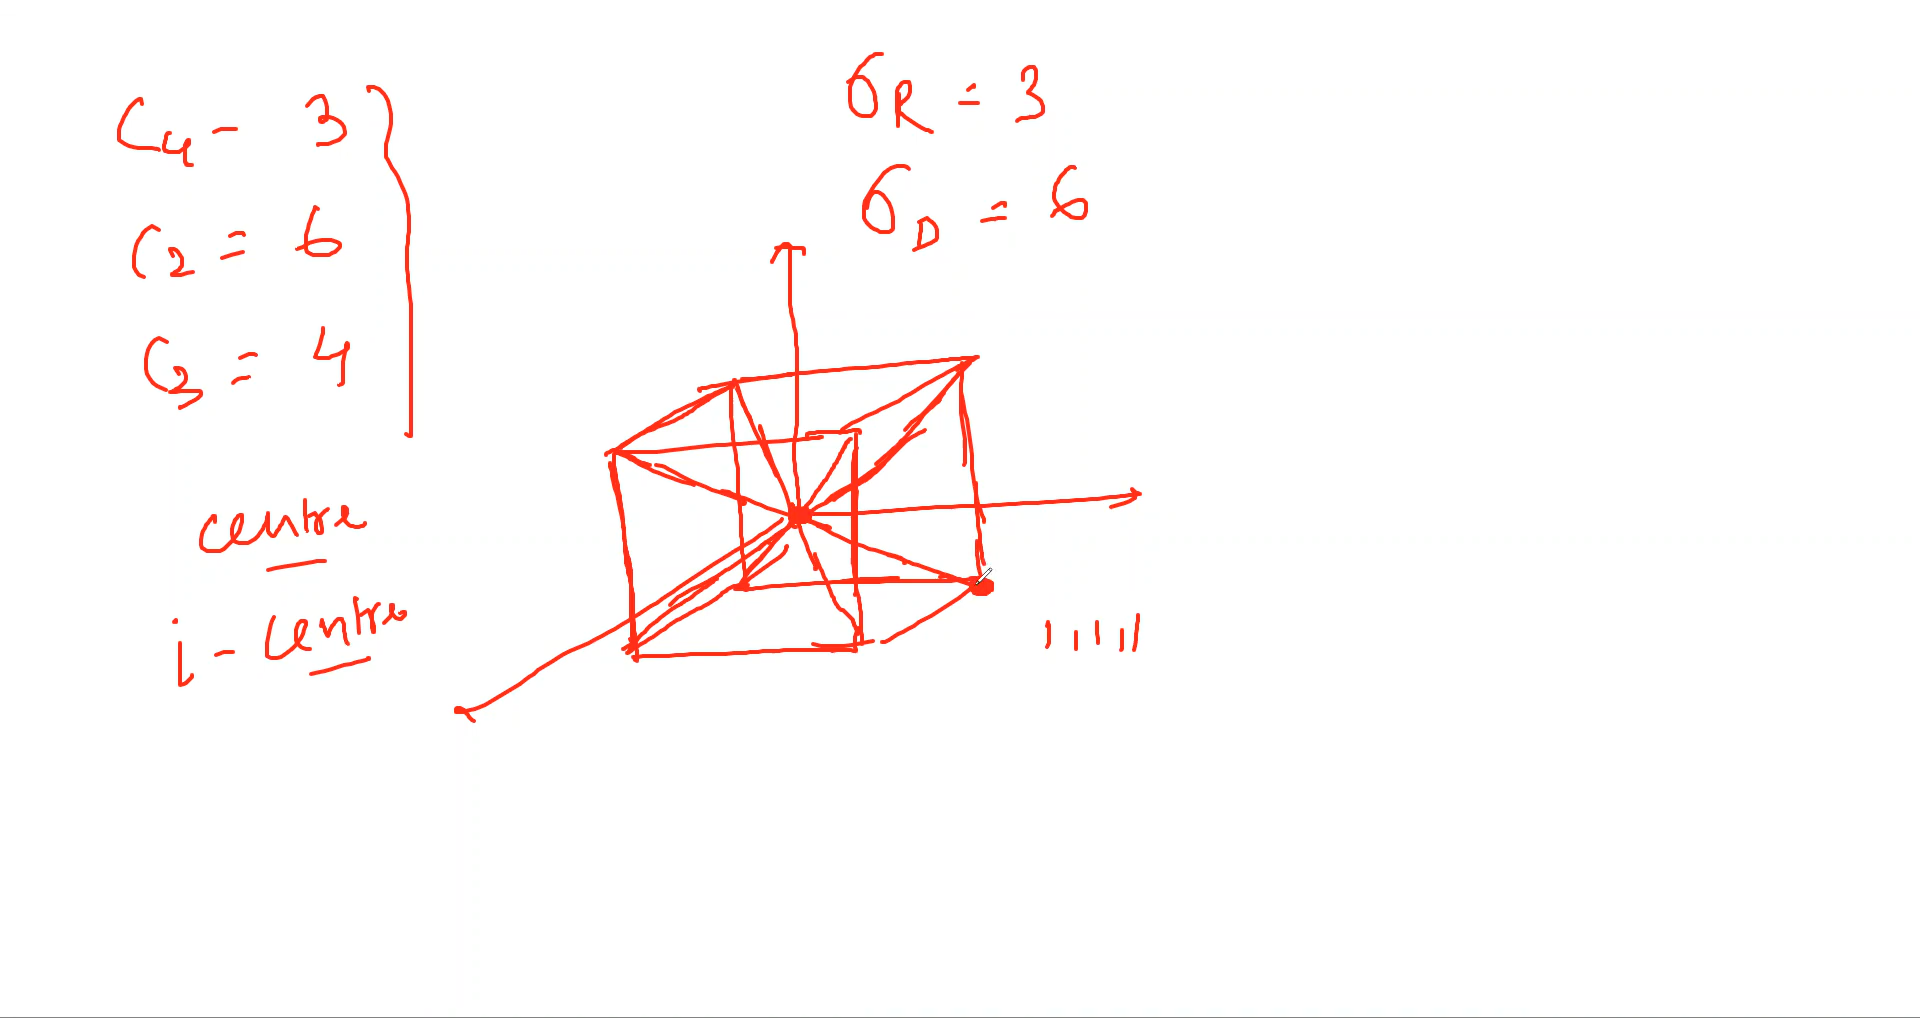 C₄ - 3
C₂ = 6
C₃ = 4
centre
i - centre
σR = 3
σD = 6